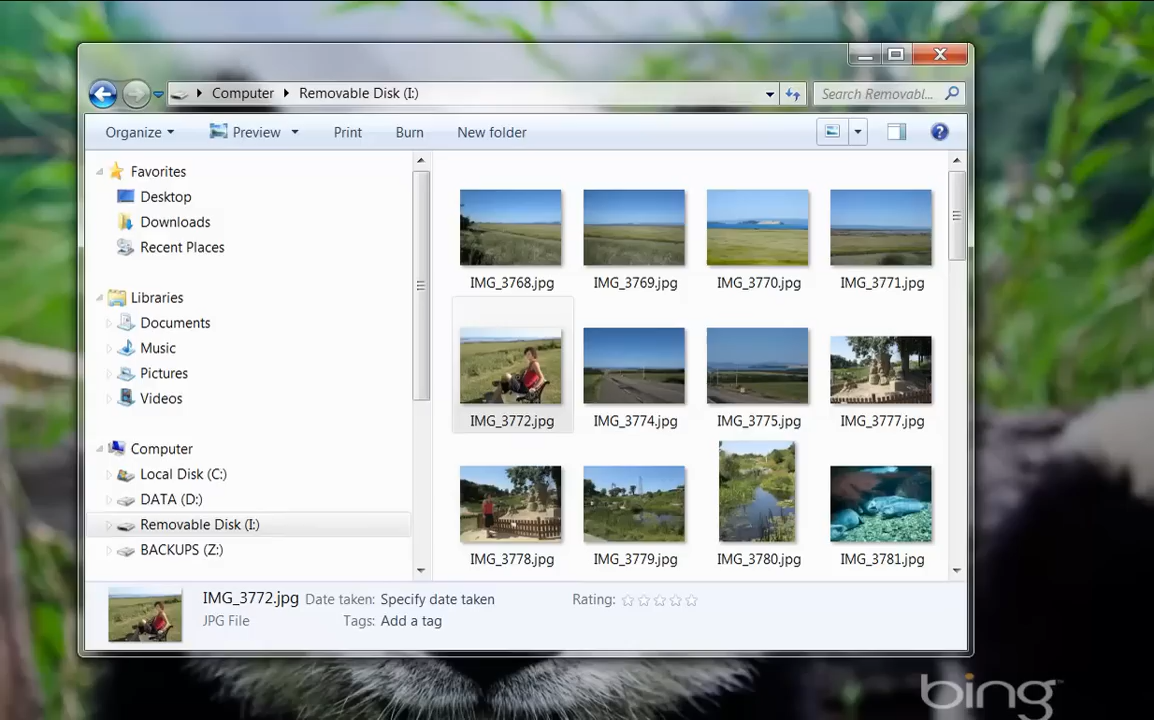 Computer Removable Disk (I:) Search Removabl...
Organize Preview Print Burn New folder
Favorites
Desktop
Downloads
Recent Places
Libraries
Documents
Music
Pictures
Videos
Computer
Local Disk (C:)
DATA (D:)
Removable Disk (I:)
BACKUPS (Z:)
IMG_3768.jpg IMG_3769.jpg IMG_3770.jpg IMG_3771.jpg
IMG_3772.jpg IMG_3774.jpg IMG_3775.jpg IMG_3777.jpg
IMG_3778.jpg IMG_3779.jpg IMG_3780.jpg IMG_3781.jpg
IMG_3772.jpg Date taken: Specify date taken Rating:
JPG File Tags: Add a tag
bing